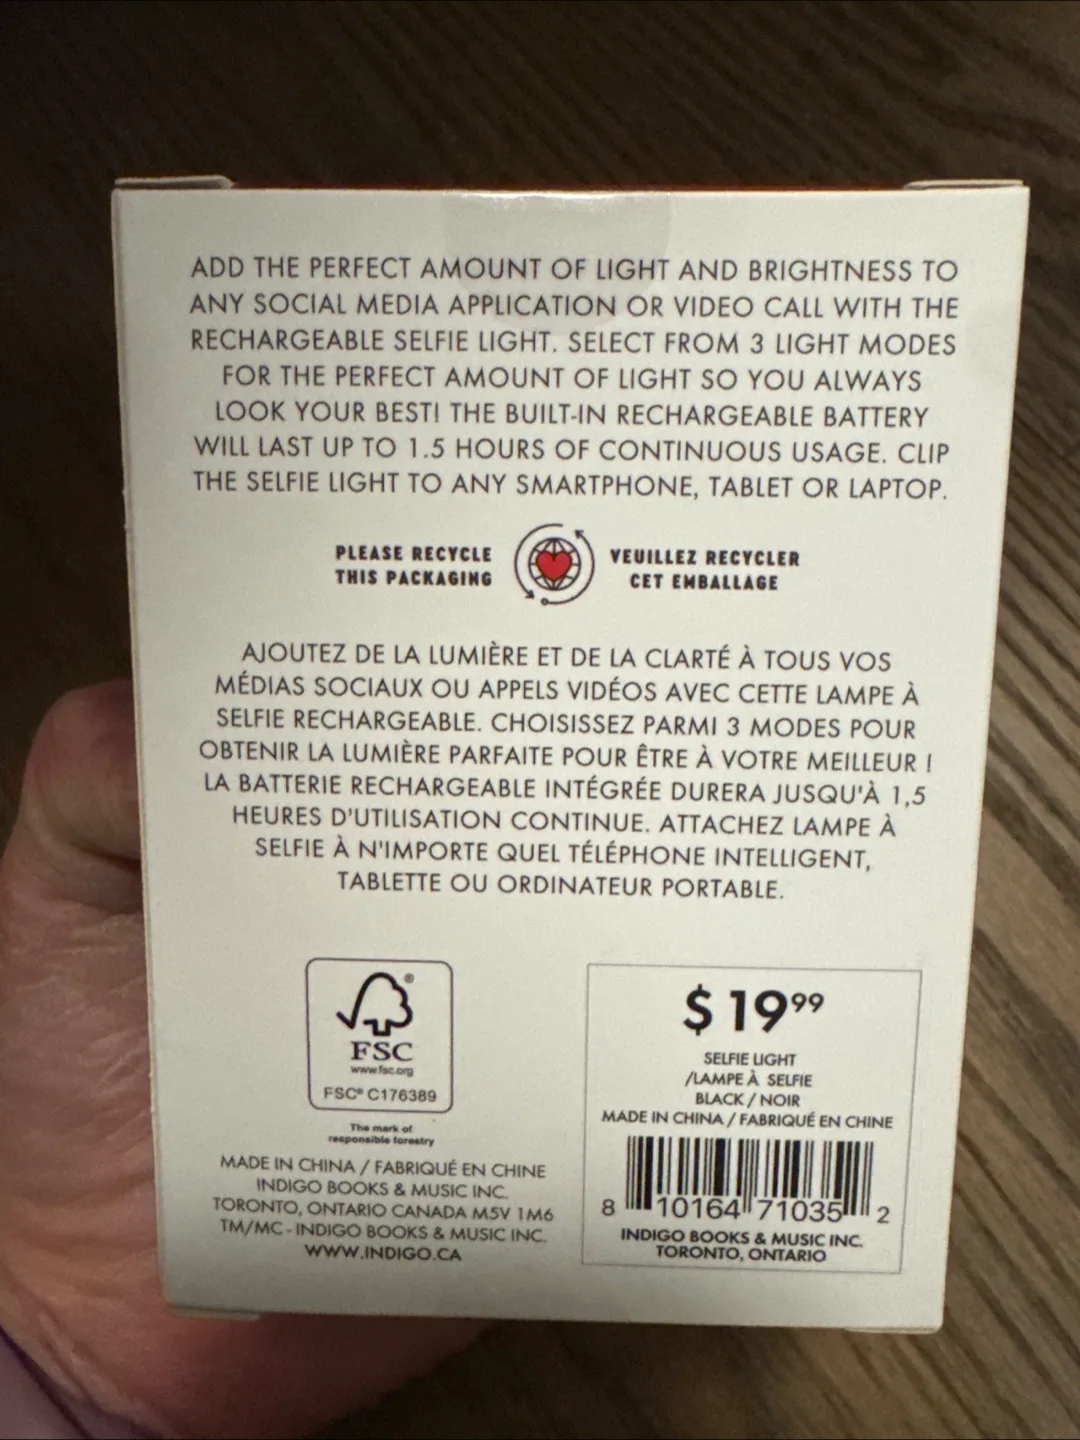 ADD THE PERFECT AMOUNT OF LIGHT AND BRIGHTNESS TO
ANY SOCIAL MEDIA APPLICATION OR VIDEO CALL WITH THE
RECHARGEABLE SELFIE LIGHT. SELECT FROM 3 LIGHT MODES
FOR THE PERFECT AMOUNT OF LIGHT SO YOU ALWAYS
LOOK YOUR BEST! THE BUILT-IN RECHARGEABLE BATTERY
WILL LAST UP TO 1.5 HOURS OF CONTINUOUS USAGE. CLIP
THE SELFIE LIGHT TO ANY SMARTPHONE, TABLET OR LAPTOP.
PLEASE RECYCLE
THIS PACKAGING
VEUILLEZ RECYCLER
CET EMBALLAGE
AJOUTEZ DE LA LUMIÈRE ET DE LA CLARTÉ À TOUS VOS
MÉDIAS SOCIAUX OU APPELS VIDÉOS AVEC CETTE LAMPE À
SELFIE RECHARGEABLE. CHOISISSEZ PARMI 3 MODES POUR
OBTENIR LA LUMIÈRE PARFAITE POUR ÊTRE À VOTRE MEILLEUR !
LA BATTERIE RECHARGEABLE INTÉGRÉE DURERA JUSQU'À 1,5
HEURES D'UTILISATION CONTINUE. ATTACHEZ LAMPE À
SELFIE À N'IMPORTE QUEL TÉLÉPHONE INTELLIGENT,
TABLETTE OU ORDINATEUR PORTABLE.
®
FSC
www.fsc.org
FSC® C176389
The mark of
responsible forestry
MADE IN CHINA / FABRIQUÉ EN CHINE
INDIGO BOOKS & MUSIC INC.
TORONTO, ONTARIO CANADA M5V 1M6
TM/MC - INDIGO BOOKS & MUSIC INC.
WWW.INDIGO.CA
$ 19 99
SELFIE LIGHT
/LAMPE À SELFIE
BLACK / NOIR
MADE IN CHINA / FABRIQUÉ EN CHINE
8 10164 71035 2
INDIGO BOOKS & MUSIC INC.
TORONTO, ONTARIO